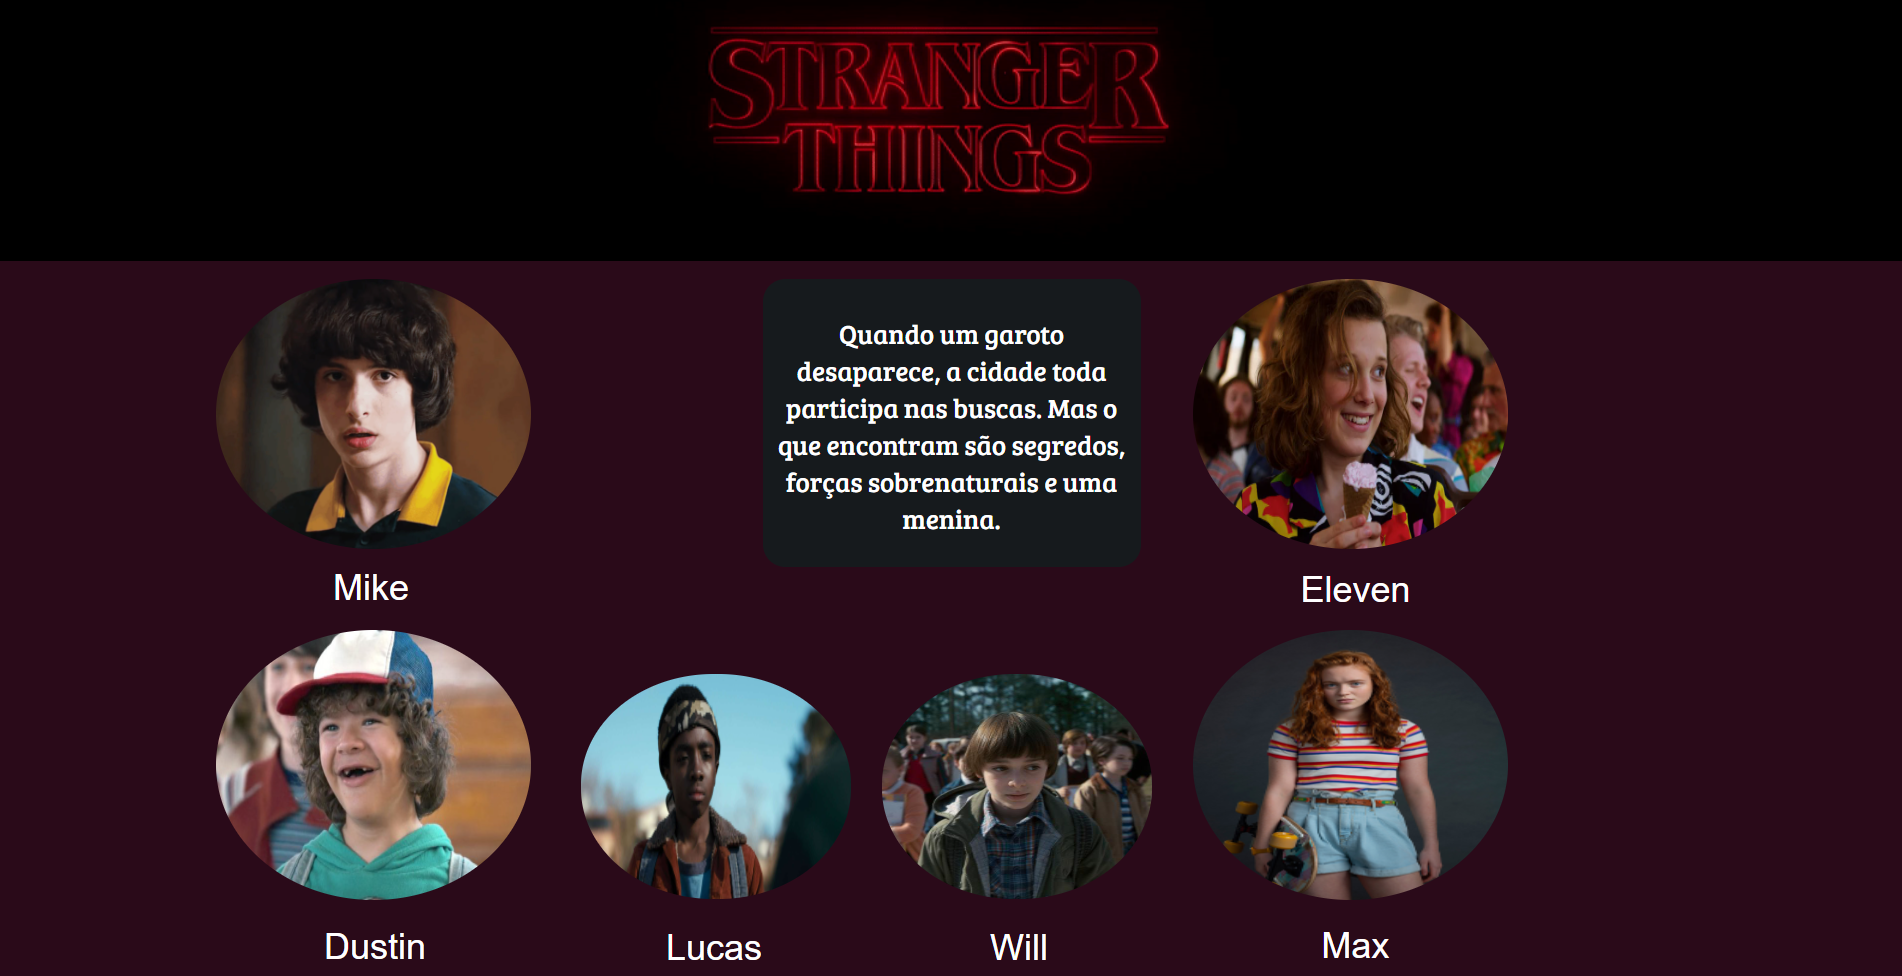 STRANGER
THINGS
Quando um garoto
desaparece, a cidade toda
participa nas buscas. Mas o
que encontram são segredos,
forças sobrenaturais e uma
menina.
Mike
Eleven
Dustin
Lucas
Will
Max